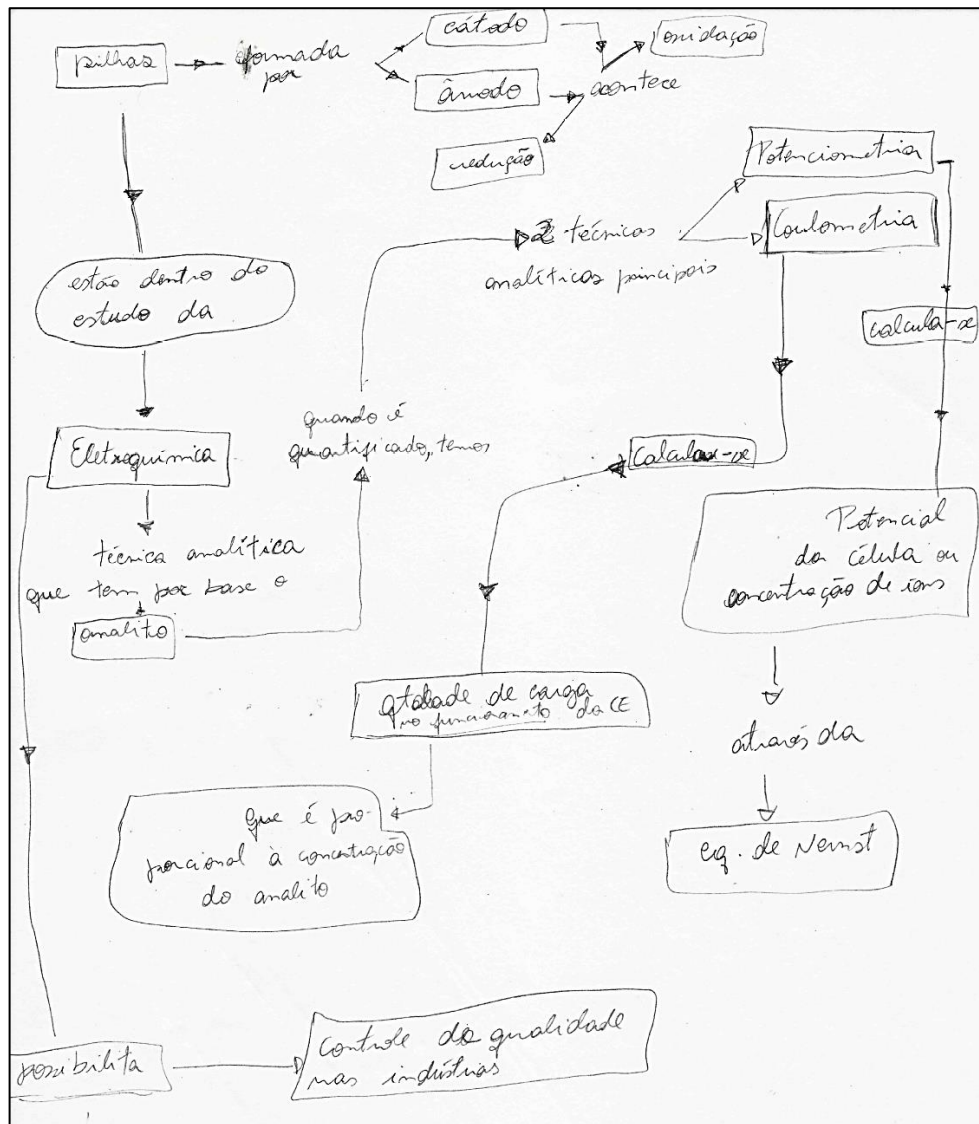 pilhas
formada
por
cátodo
ânodo
acontece
oxidação
redução
estão dentro do
estudo da
Eletroquímica
técnica analítica
que tem por base o
analito
quando é
quantificado, temos
2 técnicas
analíticas principais
Potenciometria
Coulometria
calcula-se
calcula-se
Potencial
da célula ou
concentração de íons
através da
eq. de Nernst
de carga
no funcionamento da CE
que é pro-
porcional à concentração
do analito
possibilita
Controle de qualidade
nas indústrias